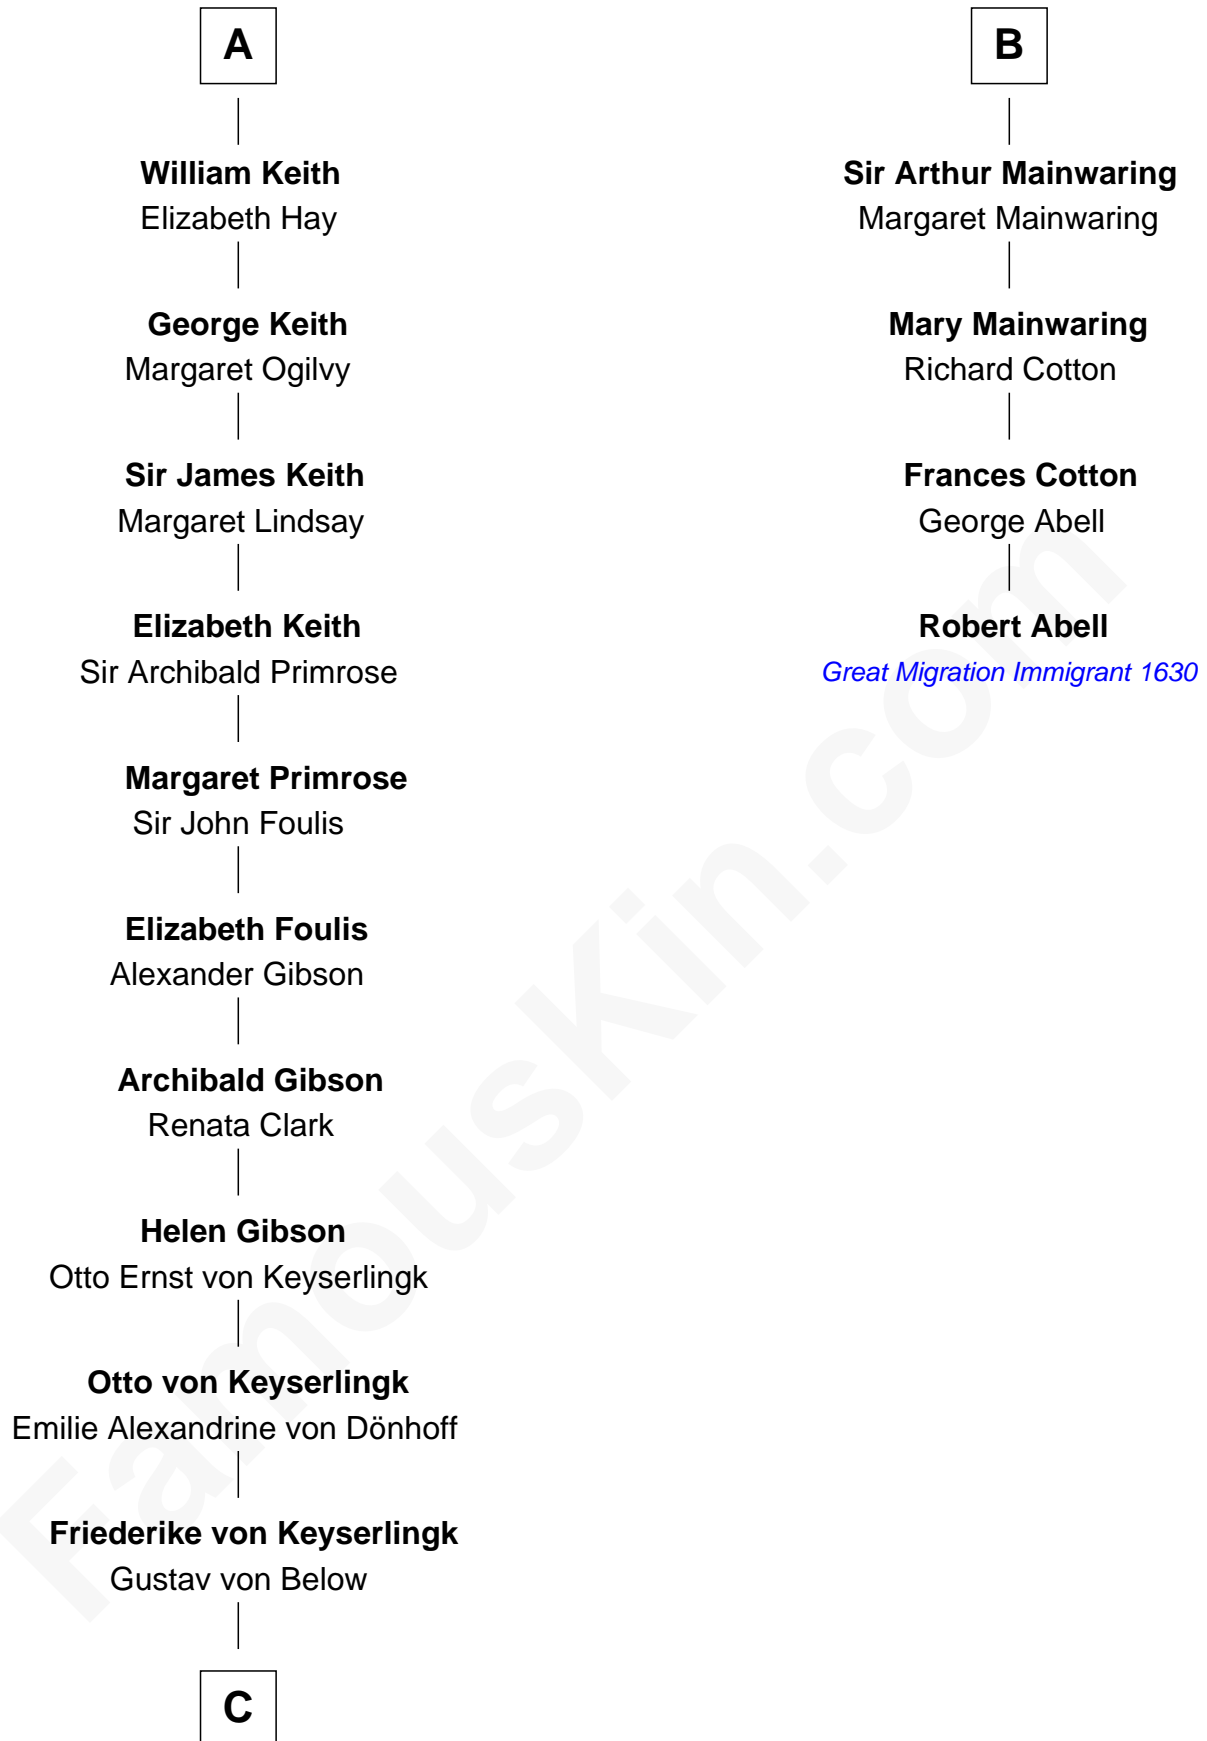 A
William Keith
Elizabeth Hay
George Keith
Margaret Ogilvy
Sir James Keith
Margaret Lindsay
Elizabeth Keith
Sir Archibald Primrose
Margaret Primrose
Sir John Foulis
Elizabeth Foulis
Alexander Gibson
Archibald Gibson
Renata Clark
Helen Gibson
Otto Ernst von Keyserlingk
Otto von Keyserlingk
Emilie Alexandrine von Dönhoff
Friederike von Keyserlingk
Gustav von Below
C
B
Sir Arthur Mainwaring
Margaret Mainwaring
Mary Mainwaring
Richard Cotton
Frances Cotton
George Abell
Robert Abell
Great Migration Immigrant 1630
FamousKin.com